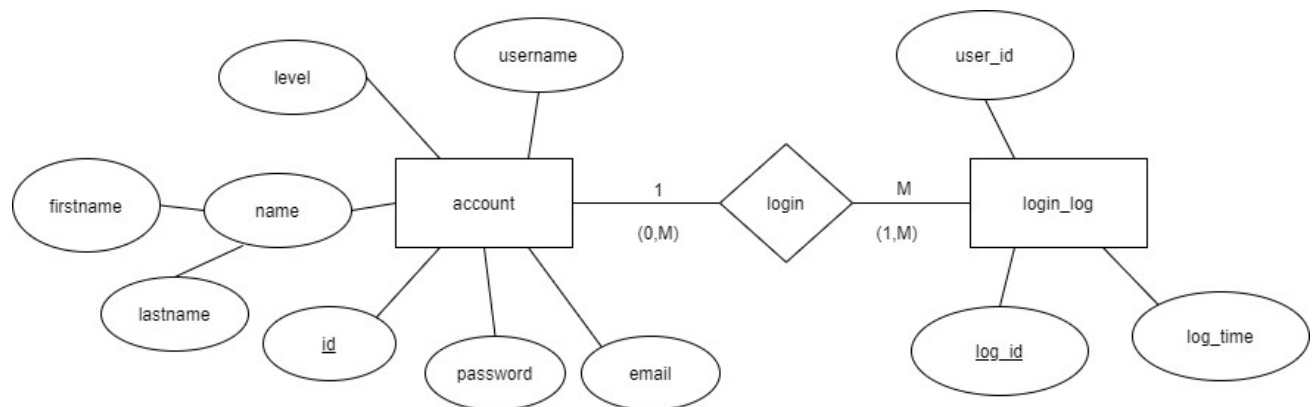 username
user_id
level
firstname
name
account
1
(0,M)
login
M
(1,M)
login_log
lastname
id
password
email
log_id
log_time